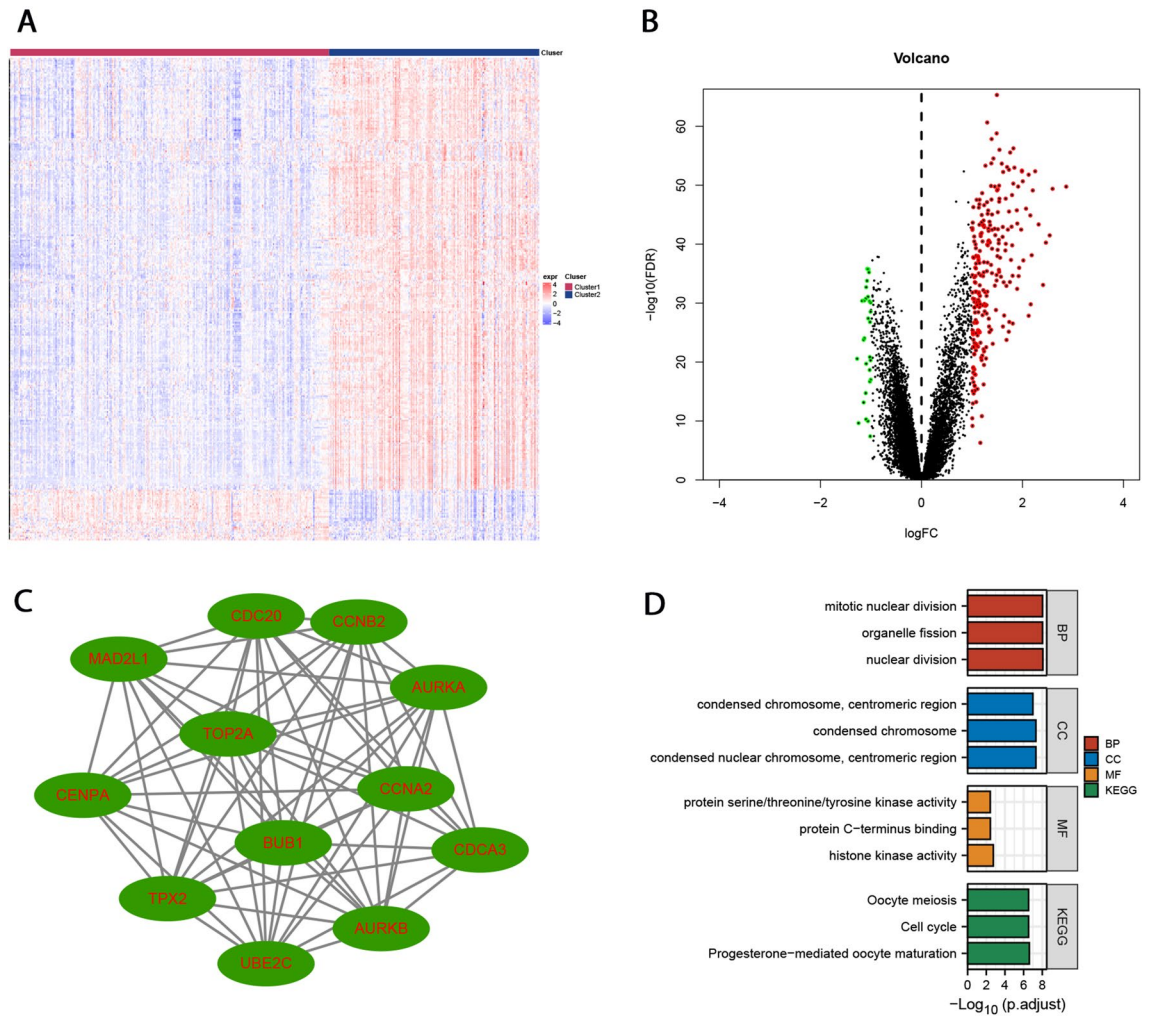 A
Cluser
expr
4
2
0
−2
−4
Cluser
Cluster1
Cluster2
B
Volcano
−log10(FDR)
60
50
40
30
20
10
0
−4
−2
0
2
4
logFC
C
CDC20
CCNB2
MAD2L1
AURKA
TOP2A
CENPA
CCNA2
BUB1
CDCA3
TPX2
AURKB
UBE2C
D
mitotic nuclear division
organelle fission
nuclear division
BP
condensed chromosome, centromeric region
condensed chromosome
condensed nuclear chromosome, centromeric region
CC
protein serine/threonine/tyrosine kinase activity
protein C−terminus binding
histone kinase activity
MF
Oocyte meiosis
Cell cycle
Progesterone−mediated oocyte maturation
KEGG
0 2 4 6 8
−Log10 (p.adjust)
BP
CC
MF
KEGG